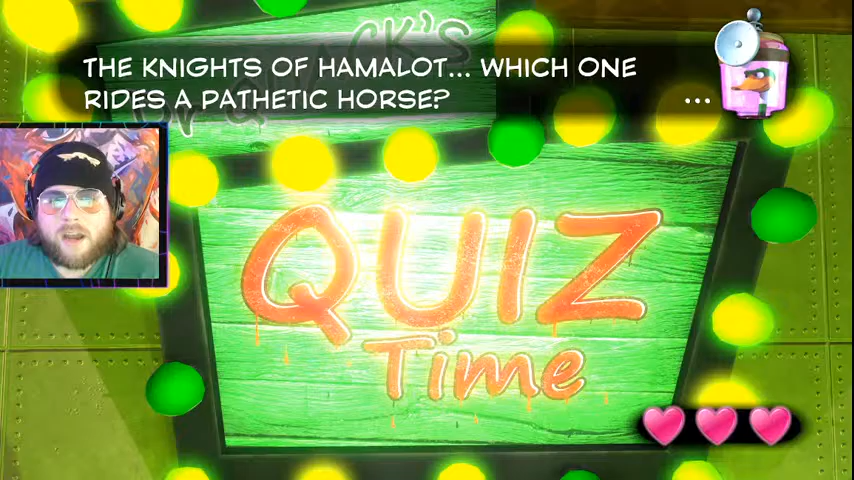 THE KNIGHTS OF HAMALOT... WHICH ONE
RIDES A PATHETIC HORSE?
...
QUIZ
Time